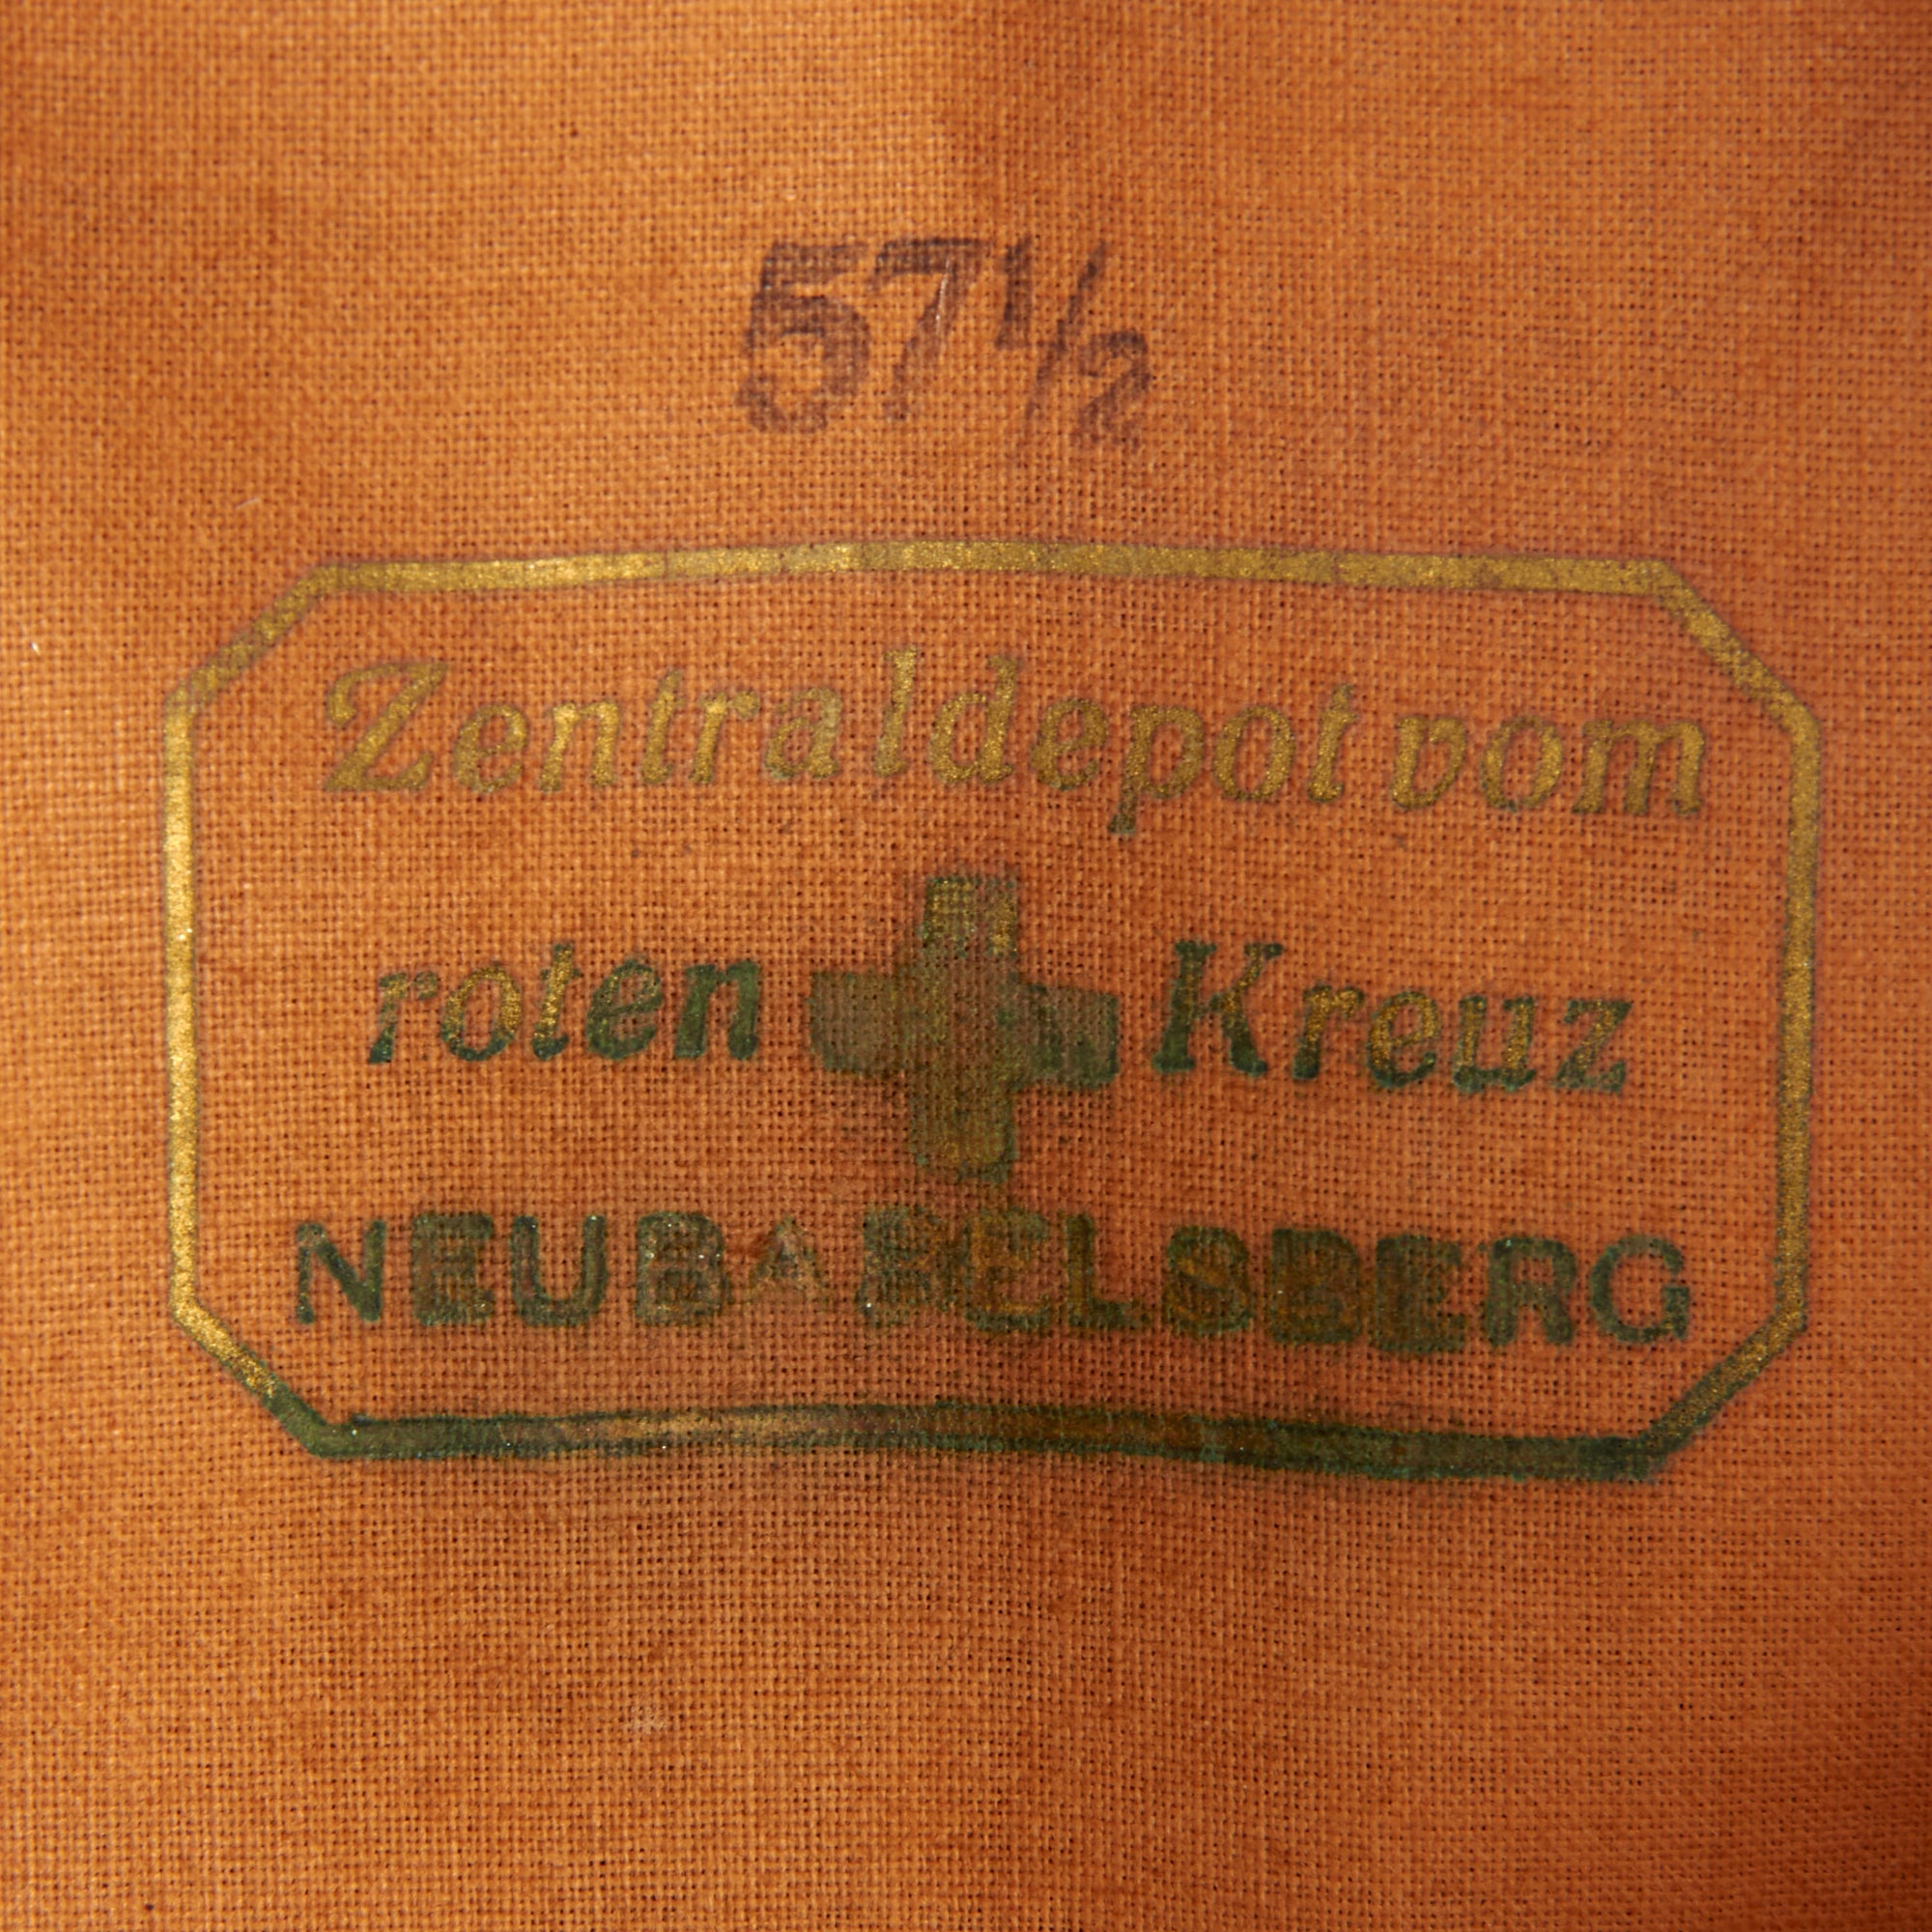 57½
Zentraldepot vom
roten Kreuz
NEUBABELSBERG